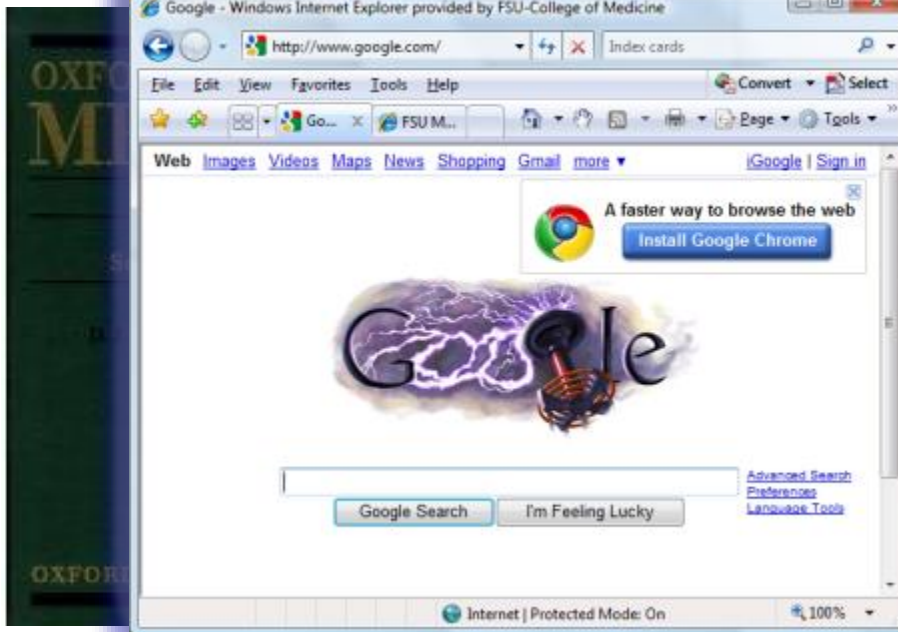 Google - Windows Internet Explorer provided by FSU-College of Medicine
http://www.google.com/
Index cards
File Edit View Favorites Tools Help
Convert Select
Go... x FSU M...
Page Tools
Web Images Videos Maps News Shopping Gmail more
iGoogle | Sign in
A faster way to browse the web
Install Google Chrome
Google
Advanced Search
Preferences
Language Tools
Google Search I'm Feeling Lucky
Internet | Protected Mode: On 100%